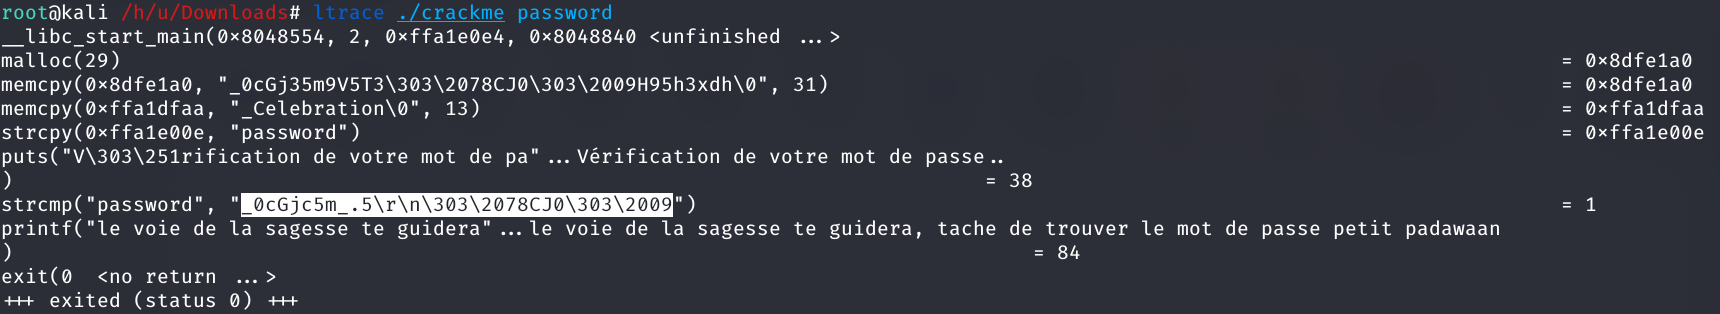 root@kali /h/u/Downloads# ltrace ./crackme password
__libc_start_main(0×8048554, 2, 0×ffa1e0e4, 0×8048840 <unfinished ...>
malloc(29) = 0×8dfe1a0
memcpy(0×8dfe1a0, "_0cGj35m9V5T3\303\2078CJ0\303\2009H95h3xdh\0", 31) = 0×8dfe1a0
memcpy(0×ffa1dfaa, "_Celebration\0", 13) = 0×ffa1dfaa
strcpy(0×ffa1e00e, "password") = 0×ffa1e00e
puts("V\303\251rification de votre mot de pa"...Vérification de votre mot de passe..
) = 38
strcmp("password", "_0cGjc5m_.5\r\n\303\2078CJ0\303\2009") = 1
printf("le voie de la sagesse te guidera"...le voie de la sagesse te guidera, tache de trouver le mot de passe petit padawaan
) = 84
exit(0 <no return ...>
+++ exited (status 0) +++